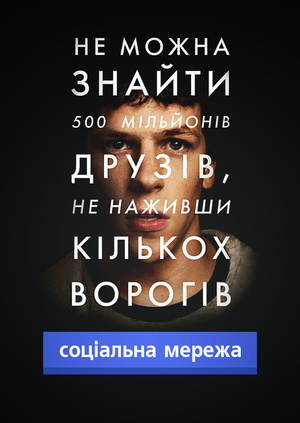 НЕ МОЖНА
ЗНАЙТИ
500 МІЛЬЙОНІВ
ДРУЗІВ,
НЕ НАЖИВШИ
КІЛЬКОХ
ВОРОГІВ
соціальна мережа